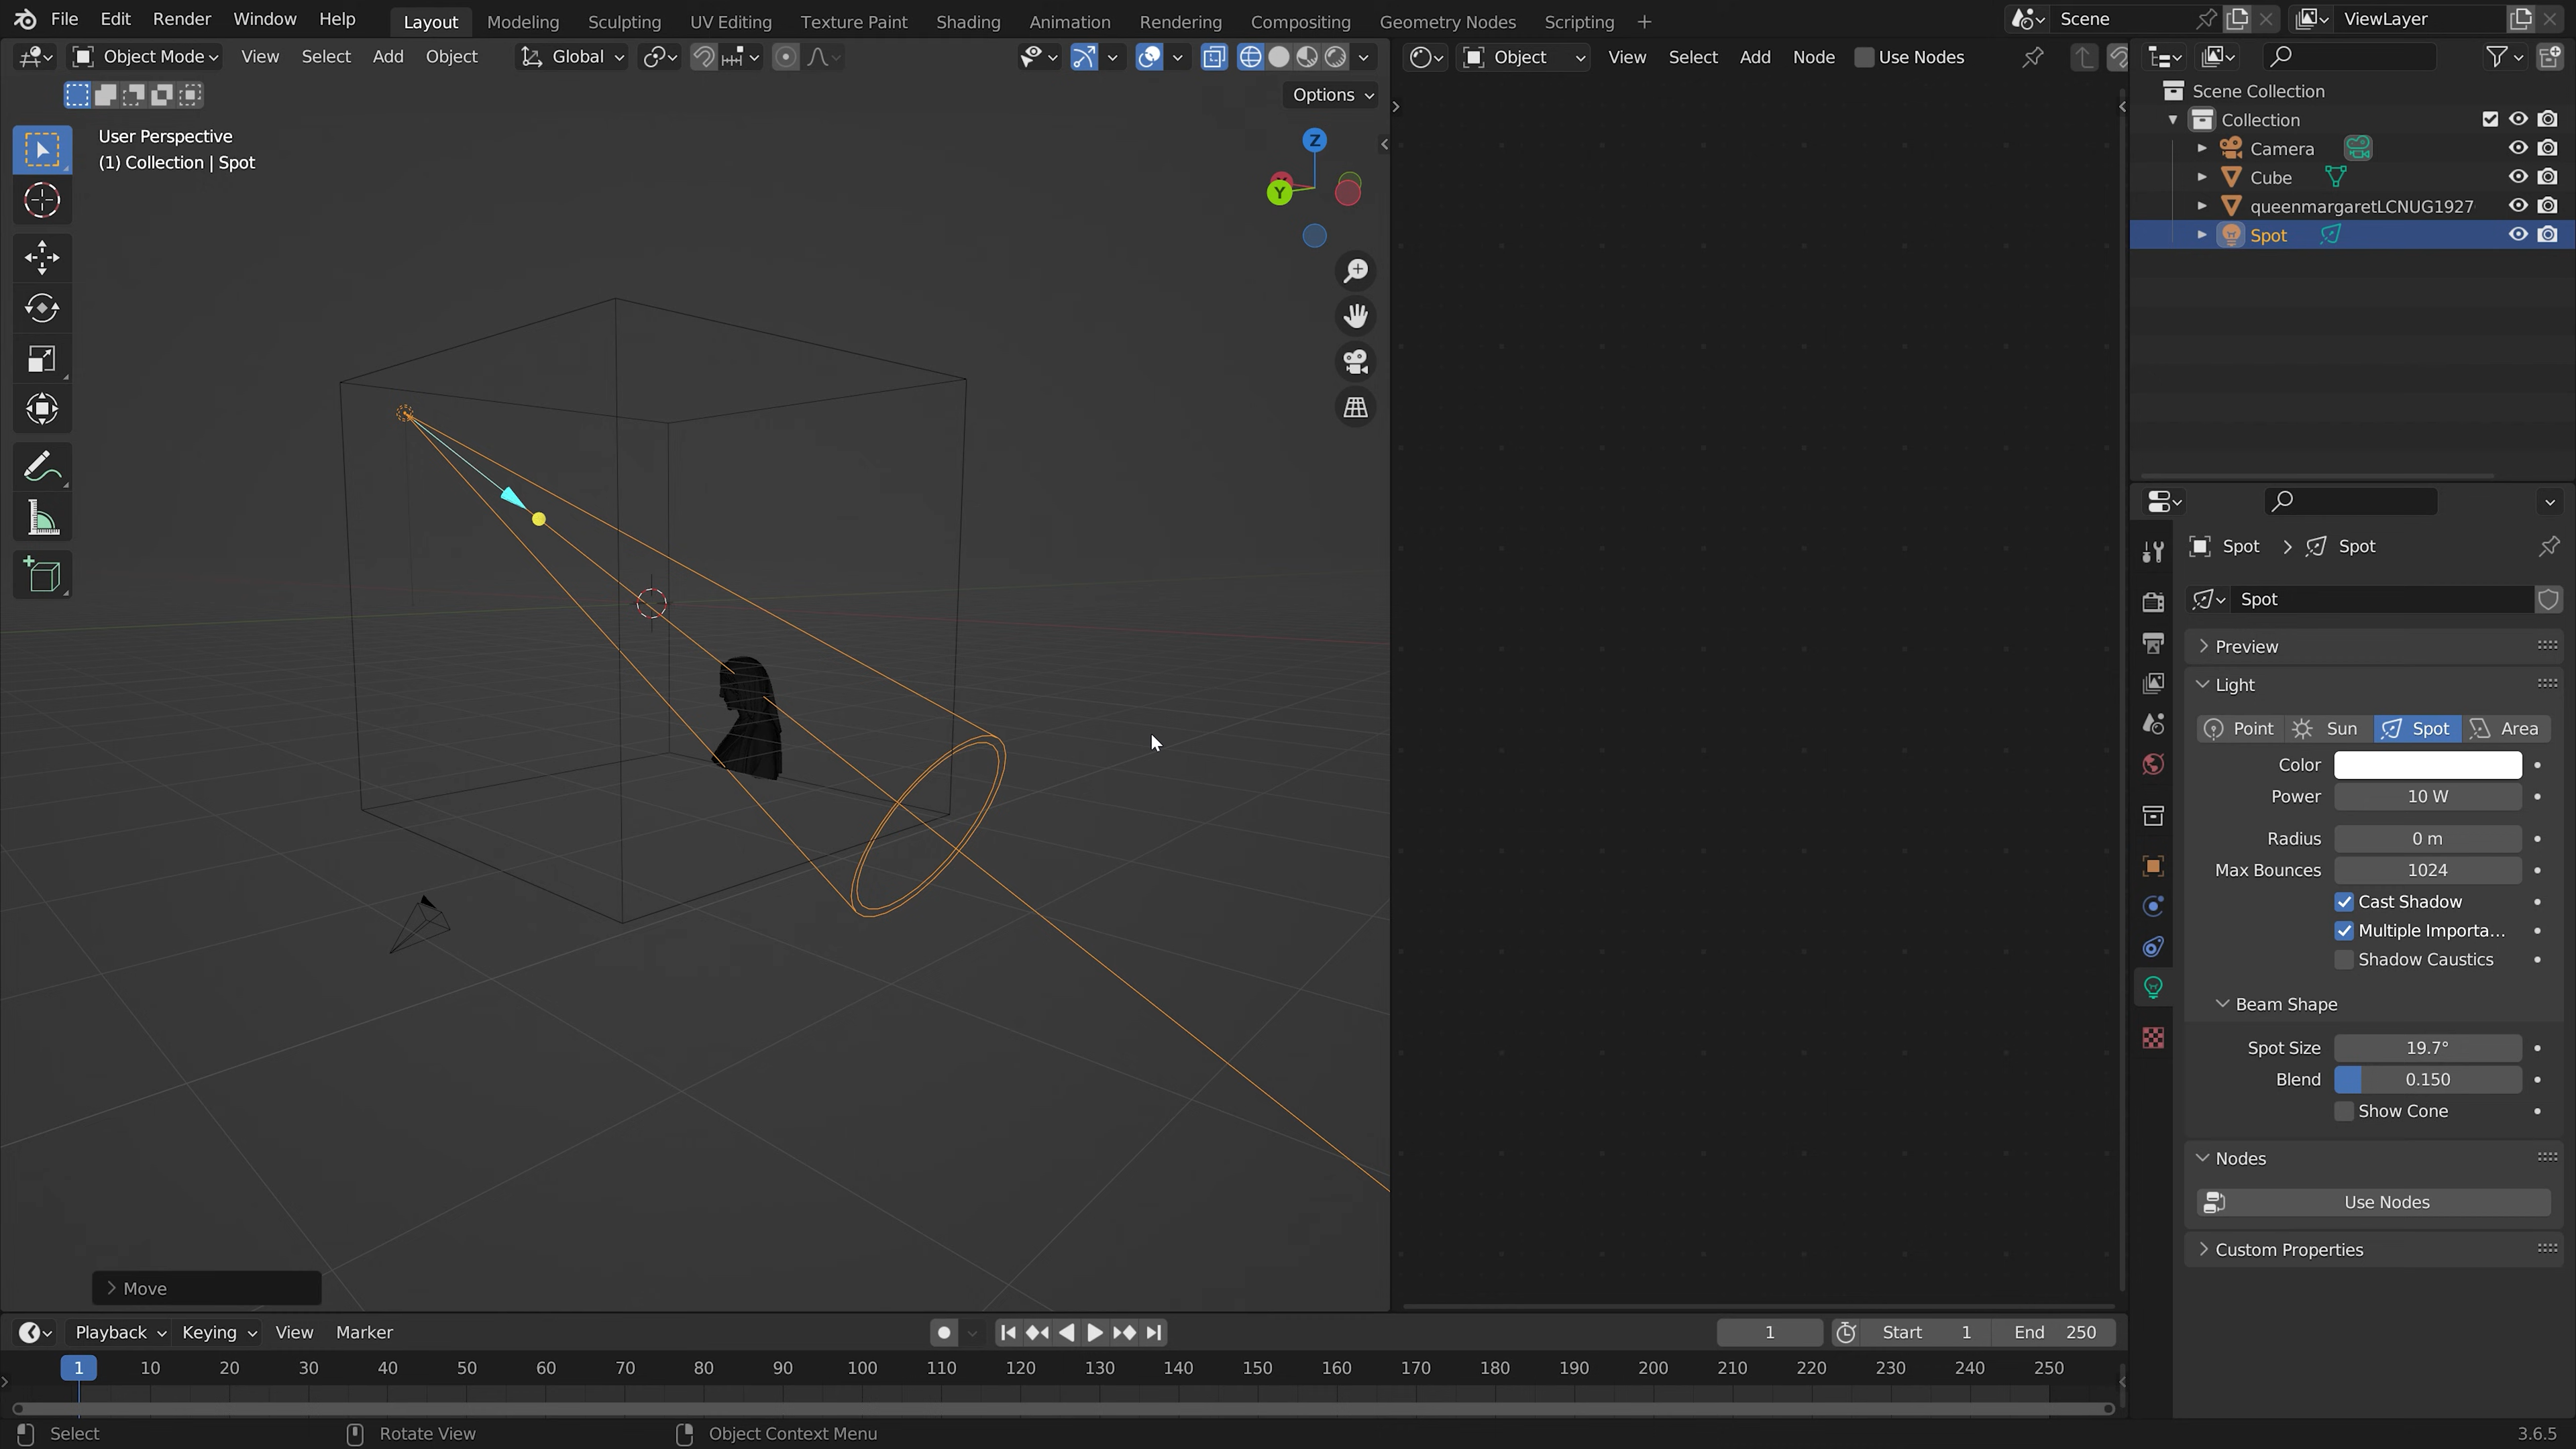 File Edit Render Window Help Layout Modeling Sculpting UV Editing Texture Paint Shading Animation Rendering Compositing Geometry Nodes Scripting + Scene ViewLayer
Object Mode View Select Add Object Global Object View Select Add Node Use Nodes
Options
User Perspective
(1) Collection | Spot
Z
Y
Scene Collection
Collection
Camera
Cube
queenmargaretLCNUG1927
Spot
Spot > Spot
Spot
Preview
Light
Point Sun Spot Area
Color
Power 10 W
Radius 0 m
Max Bounces 1024
Cast Shadow
Multiple Importa...
Shadow Caustics
Beam Shape
Spot Size 19.7°
Blend 0.150
Show Cone
Nodes
Use Nodes
Custom Properties
Move
Playback Keying View Marker 1 Start 1 End 250
1 10 20 30 40 50 60 70 80 90 100 110 120 130 140 150 160 170 180 190 200 210 220 230 240 250
Select Rotate View Object Context Menu 3.6.5